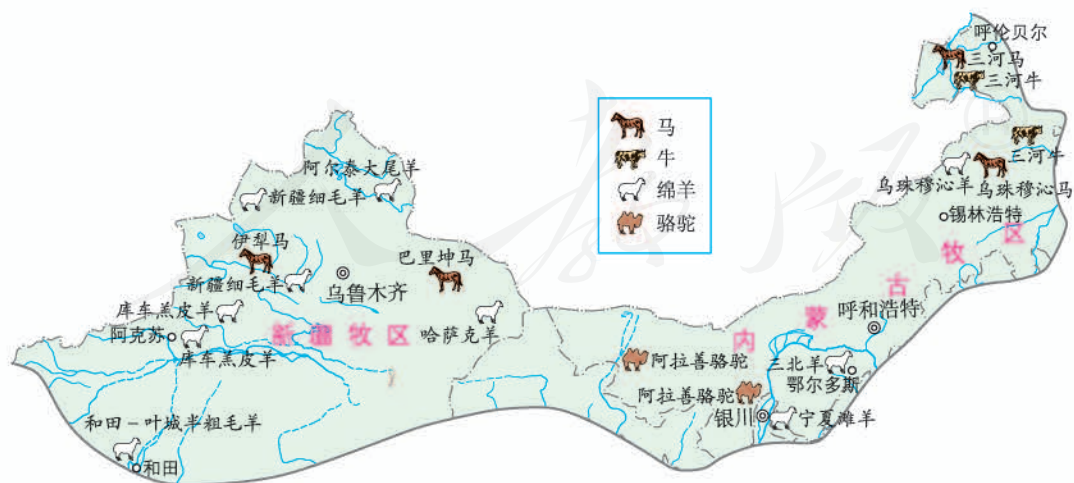 呼伦贝尔
三河马
三河牛
马
牛
绵羊
骆驼
三河牛
乌珠穆沁羊
乌珠穆沁马
锡林浩特
阿尔泰大尾羊
新疆细毛羊
伊犁马
巴里坤马
新疆细毛羊
乌鲁木齐
库车羔皮羊
阿克苏
库车羔皮羊
新疆牧区
哈萨克羊
内蒙古牧区
呼和浩特
阿拉善骆驼
三北羊
鄂尔多斯
阿拉善骆驼
银川
宁夏滩羊
和田－叶城半粗毛羊
和田